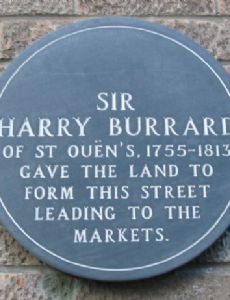 SIR
HARRY BURRARD
OF ST OUËN'S, 1755-1813
GAVE THE LAND TO
FORM THIS STREET
LEADING TO THE
MARKETS.